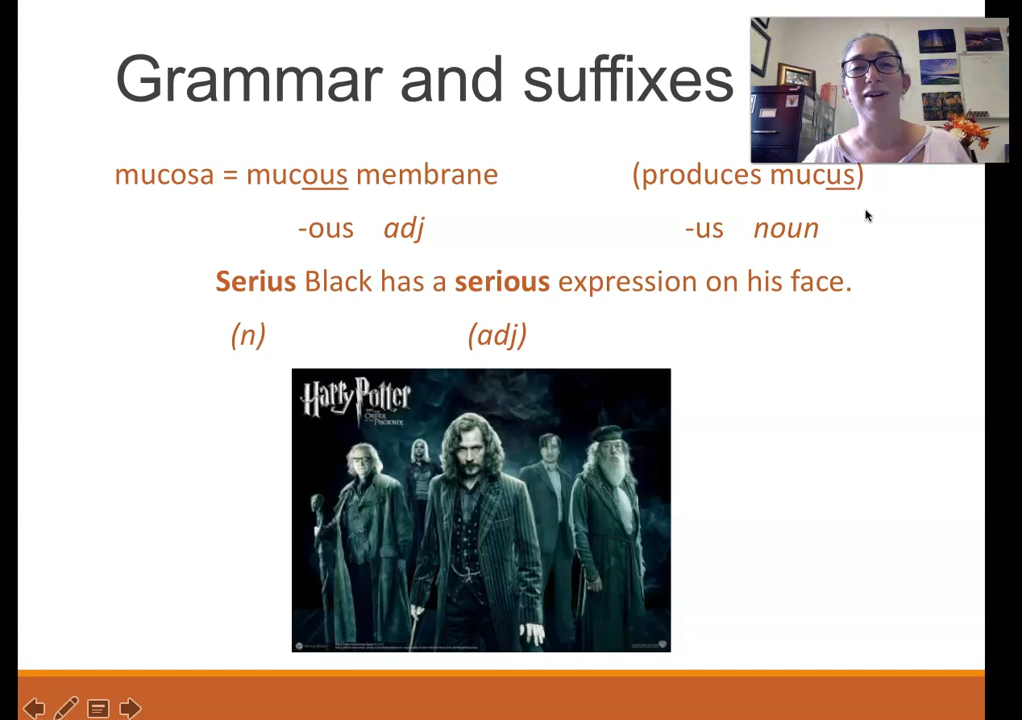 Grammar and suffixes
mucosa = mucous membrane (produces mucus)
-ous adj -us noun
Serius Black has a serious expression on his face.
(n) (adj)
Harry Potter
AND THE
ORDER
OF THE
PHOENIX